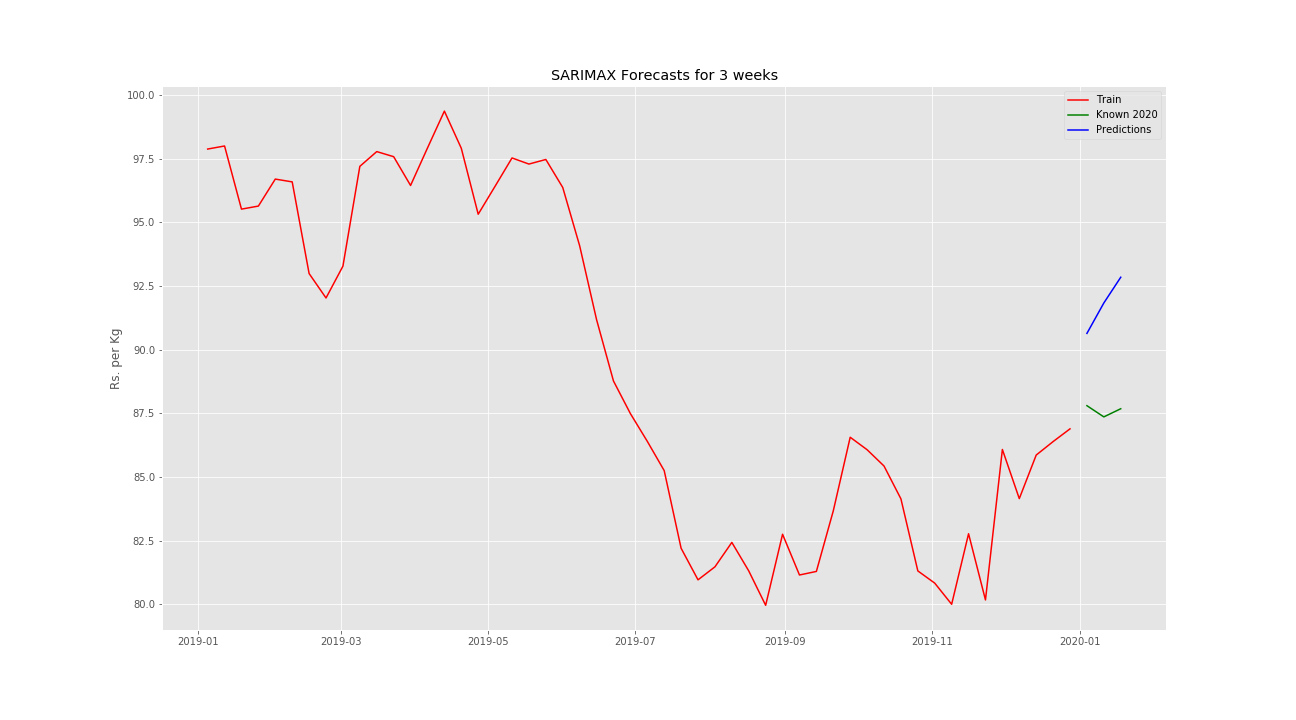 SARIMAX Forecasts for 3 weeks
100.0
97.5
95.0
92.5
90.0
87.5
85.0
82.5
80.0
Rs. per Kg
Train
Known 2020
Predictions
2019-01 2019-03 2019-05 2019-07 2019-09 2019-11 2020-01